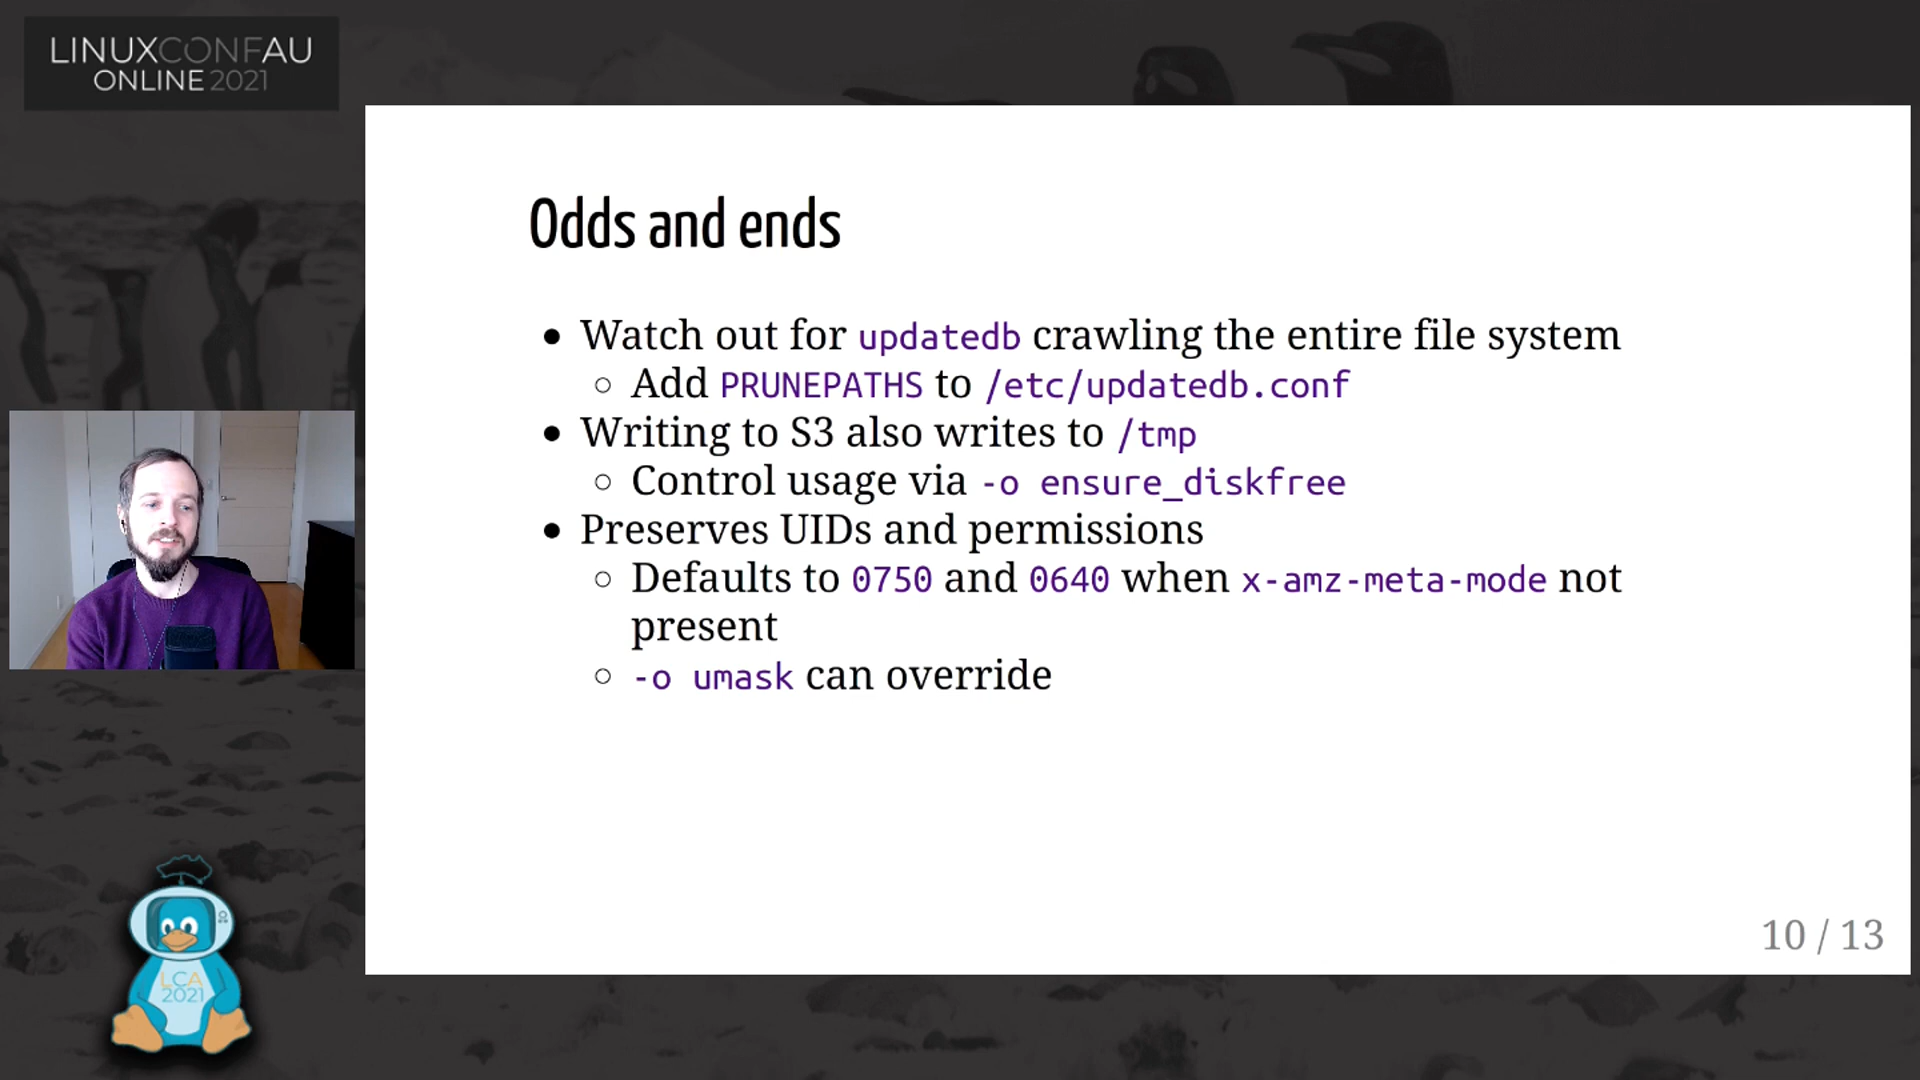 LINUXCONFAU
ONLINE 2021
Odds and ends
Watch out for updatedb crawling the entire file system
Add PRUNEPATHS to /etc/updatedb.conf
Writing to S3 also writes to /tmp
Control usage via -o ensure_diskfree
Preserves UIDs and permissions
Defaults to 0750 and 0640 when x-amz-meta-mode not
present
-o umask can override
LCA
2021
10 / 13